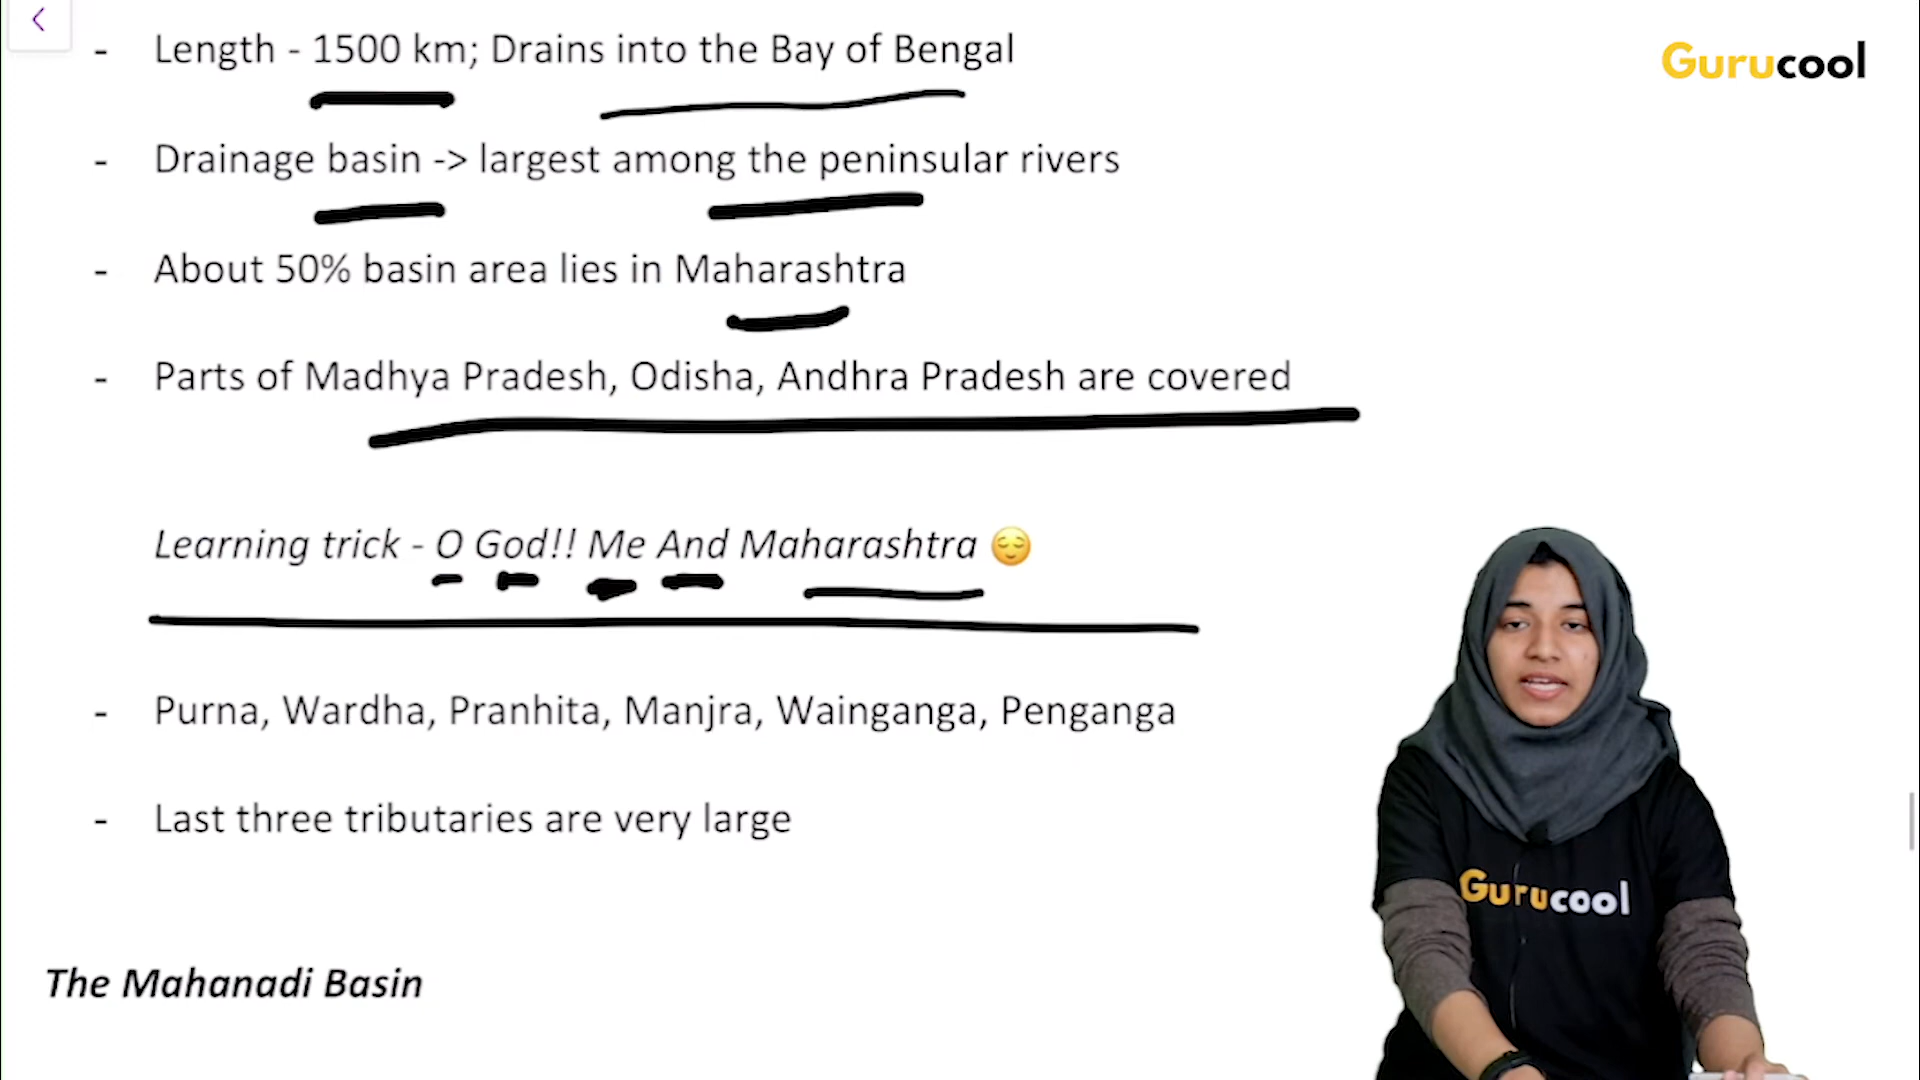 - Length - 1500 km; Drains into the Bay of Bengal
Gurucool
- Drainage basin -> largest among the peninsular rivers
- About 50% basin area lies in Maharashtra
- Parts of Madhya Pradesh, Odisha, Andhra Pradesh are covered
Learning trick - O God!! Me And Maharashtra 😌
- Purna, Wardha, Pranhita, Manjra, Wainganga, Penganga
- Last three tributaries are very large
Gurucool
The Mahanadi Basin